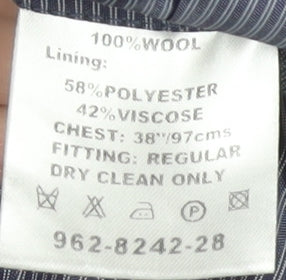 100%WOOL
Lining:
58%POLYESTER
42%VISCOSE
CHEST: 38"/97cms
FITTING: REGULAR
DRY CLEAN ONLY
P
962-8242-28